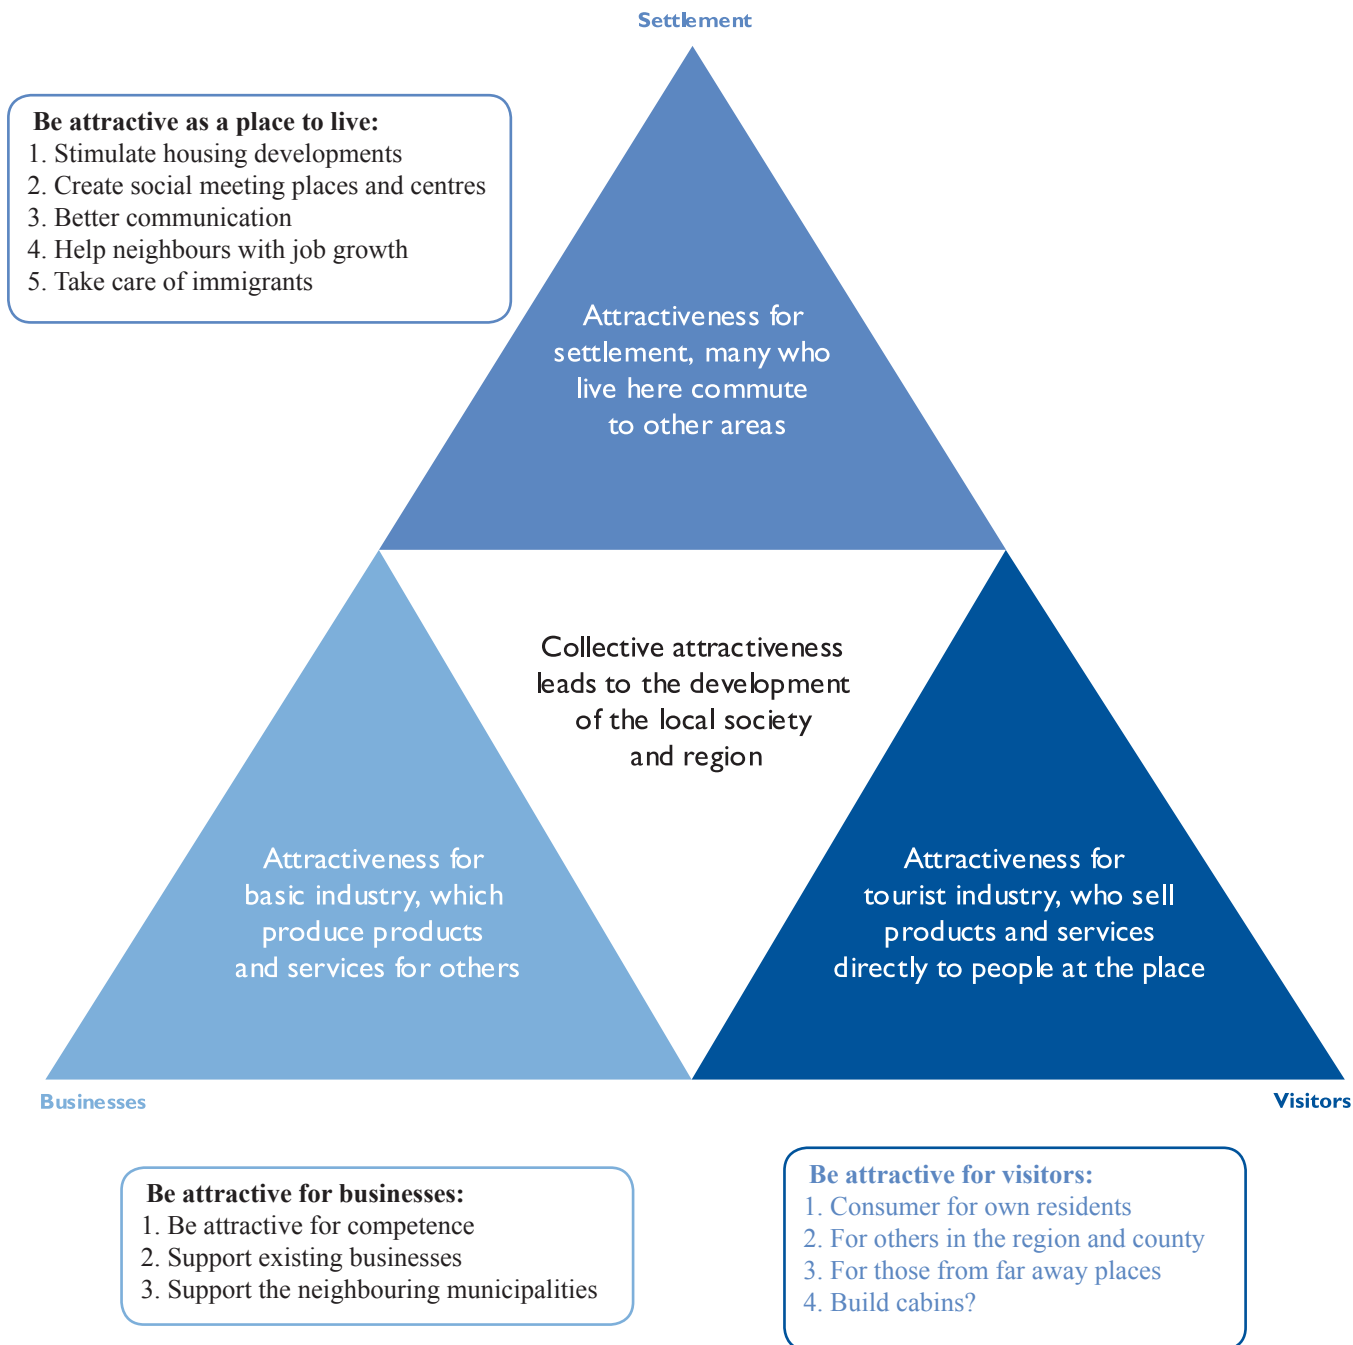 Settlement
Be attractive as a place to live:
1. Stimulate housing developments
2. Create social meeting places and centres
3. Better communication
4. Help neighbours with job growth
5. Take care of immigrants
Attractiveness for
settlement, many who
live here commute
to other areas
Collective attractiveness
leads to the development
of the local society
and region
Attractiveness for
basic industry, which
produce products
and services for others
Attractiveness for
tourist industry, who sell
products and services
directly to people at the place
Businesses
Visitors
Be attractive for businesses:
1. Be attractive for competence
2. Support existing businesses
3. Support the neighbouring municipalities
Be attractive for visitors:
1. Consumer for own residents
2. For others in the region and county
3. For those from far away places
4. Build cabins?